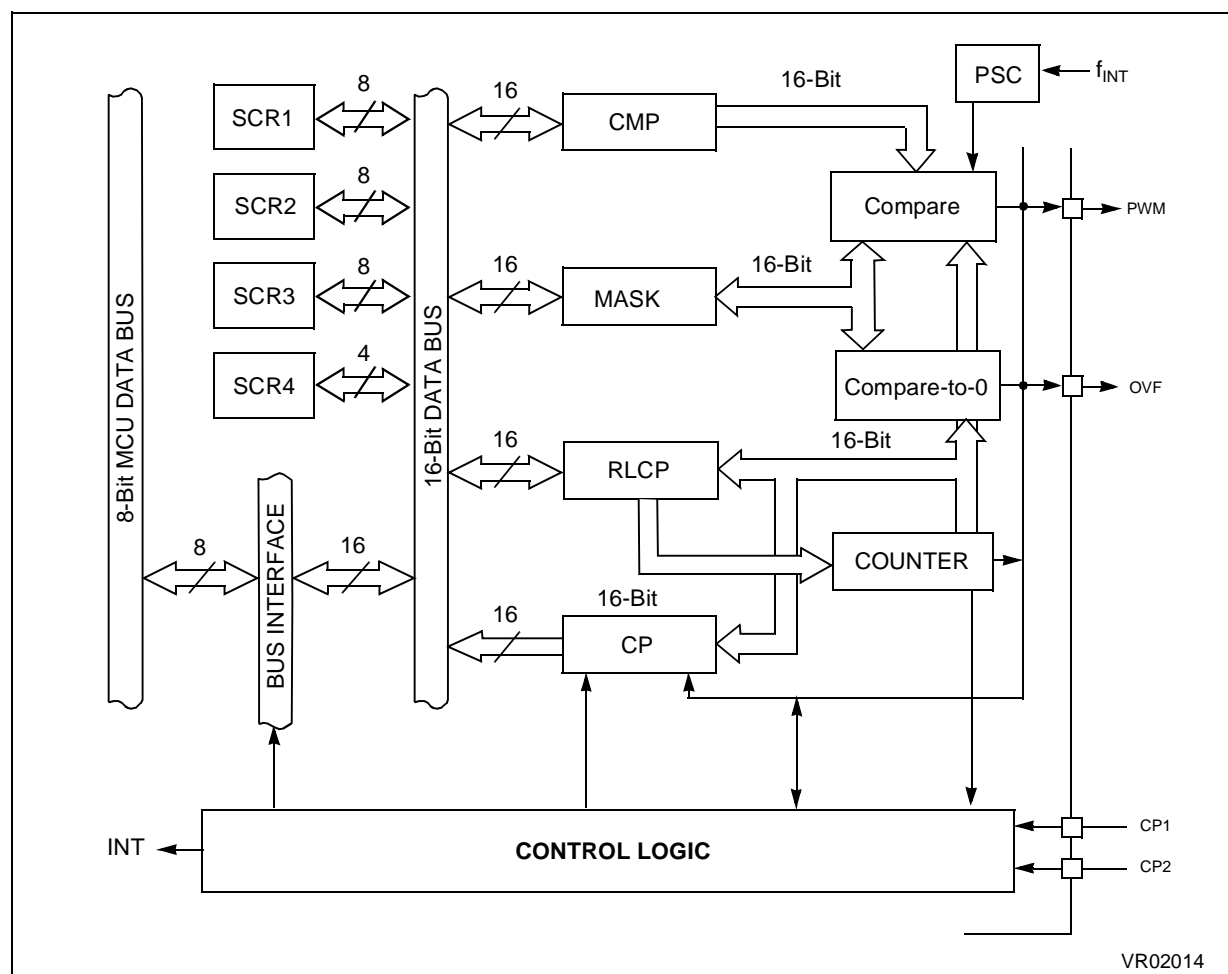 PSC
f_INT
16-Bit
8
SCR1
16
CMP
8
SCR2
Compare
PWM
8
SCR3
16
MASK
16-Bit
4
SCR4
Compare-to-0
OVF
8-Bit MCU DATA BUS
16-Bit DATA BUS
16
RLCP
16-Bit
BUS INTERFACE
8
16
COUNTER
16-Bit
16
CP
INT
CONTROL LOGIC
CP1
CP2
VR02014